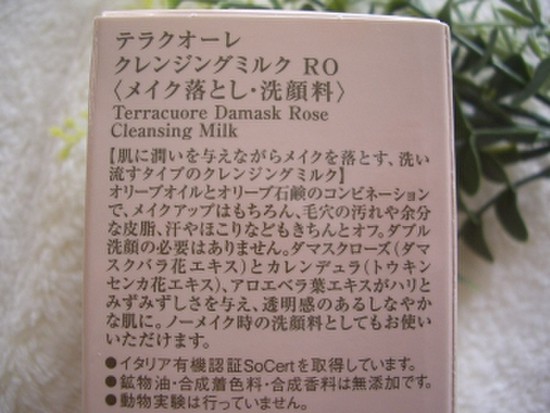 テラクオーレ
クレンジングミルク RO
〈メイク落とし・洗顔料〉
Terracuore Damask Rose
Cleansing Milk
【肌に潤いを与えながらメイクを落とす、洗い
流すタイプのクレンジングミルク】
オリーブオイルとオリーブ石鹸のコンビネーション
で、メイクアップはもちろん、毛穴の汚れや余分
な皮脂、汗やほこりなどもきちんとオフ。ダブル
洗顔の必要はありません。ダマスクローズ(ダマ
スクバラ花エキス)とカレンデュラ(トウキン
センカ花エキス)、アロエベラ葉エキスがハリと
みずみずしさを与え、透明感のあるしなやか
な肌に。ノーメイク時の洗顔料としてもお使い
いただけます。
●イタリア有機認証SoCertを取得しています。
●鉱物油・合成着色料・合成香料は無添加です。
●動物実験は行っていません。